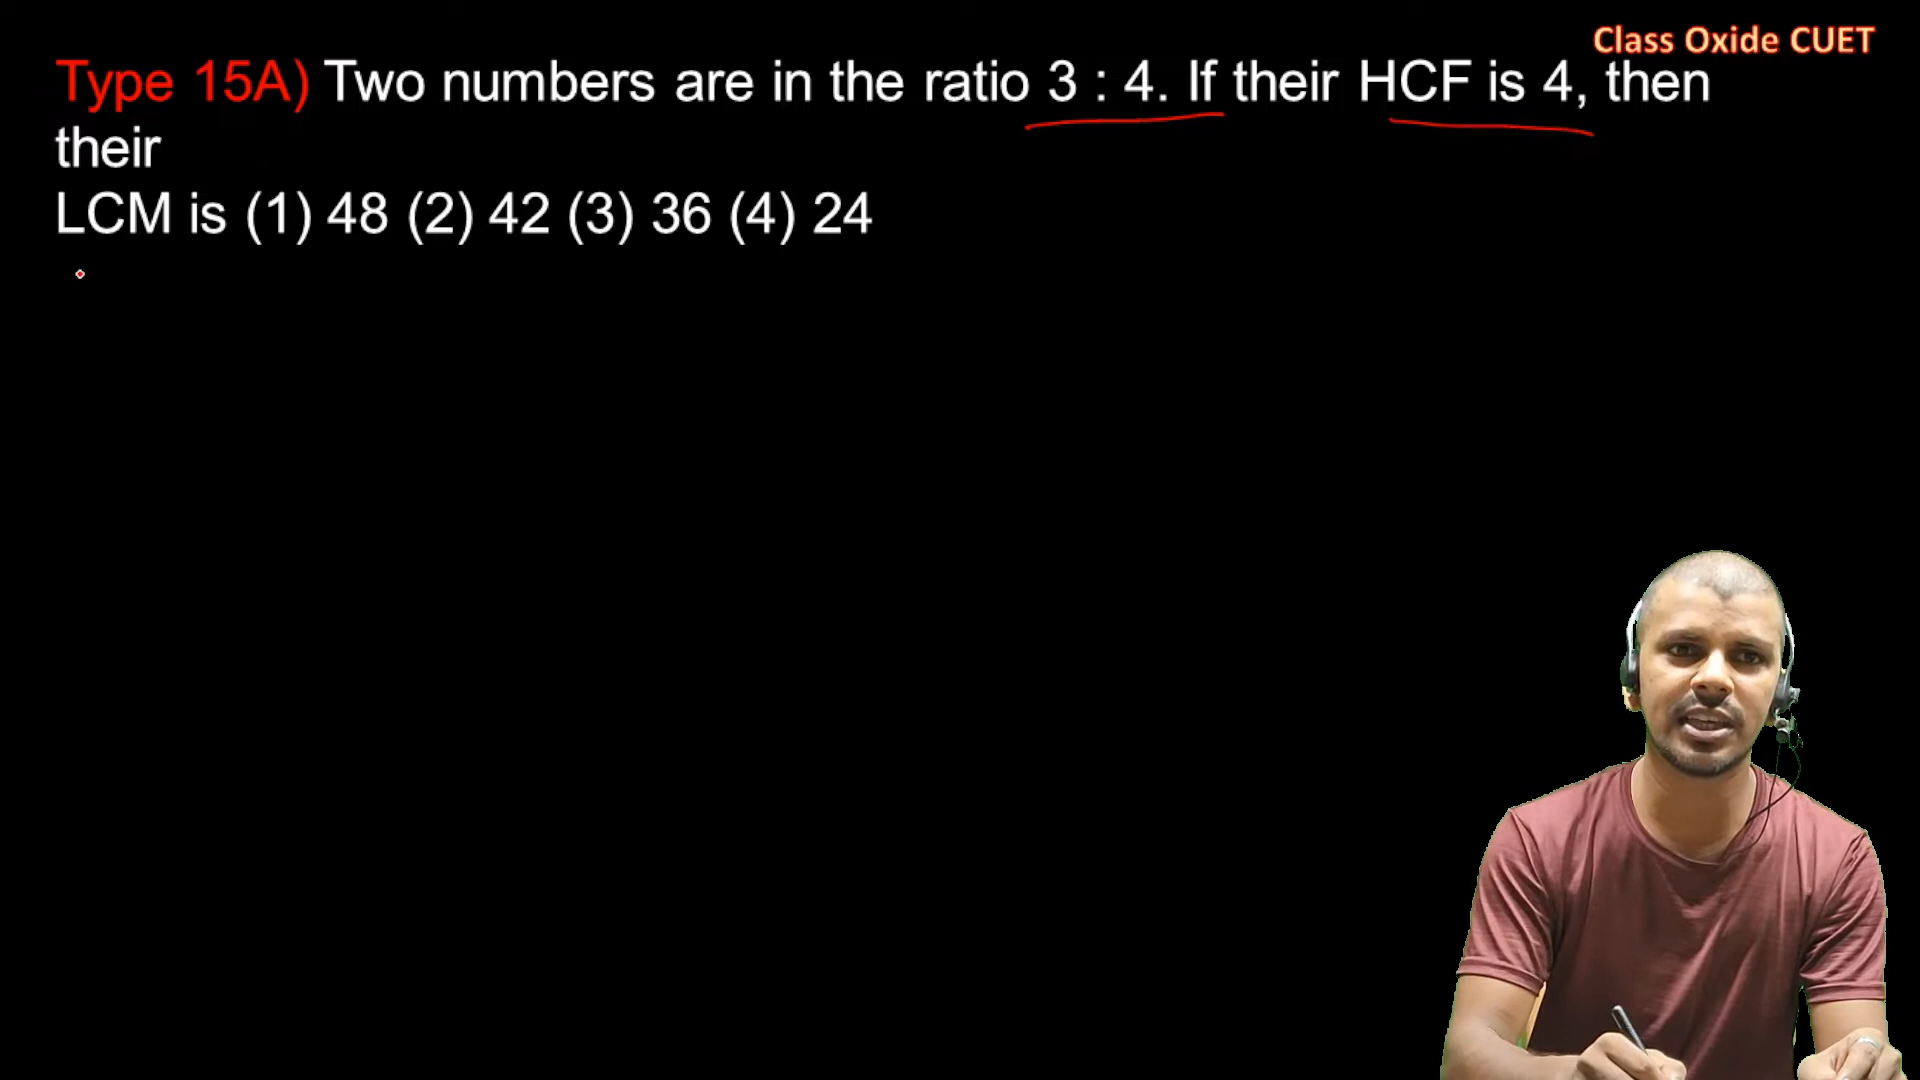 Class Oxide CUET
Type 15A) Two numbers are in the ratio 3 : 4. If their HCF is 4, then
their
LCM is (1) 48 (2) 42 (3) 36 (4) 24